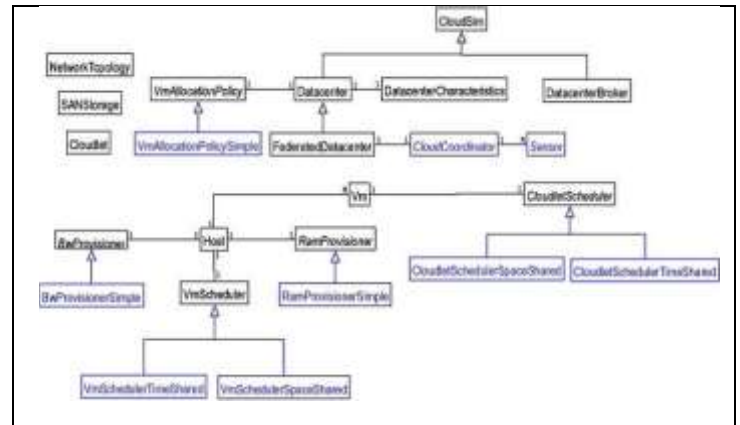 CloudSim
NetworkTopology
SANStorage
Cloudlet
VmAllocationPolicy
Datacenter
DatacenterCharacteristics
DatacenterBroker
VmAllocationPolicySimple
FederatedDatacenter
CloudCoordinator
Sensor
Vm
CloudletScheduler
BwProvisioner
Host
RamProvisioner
CloudletSchedulerSpaceShared
CloudletSchedulerTimeShared
BwProvisionerSimple
VmScheduler
RamProvisionerSimple
VmSchedulerTimeShared
VmSchedulerSpaceShared